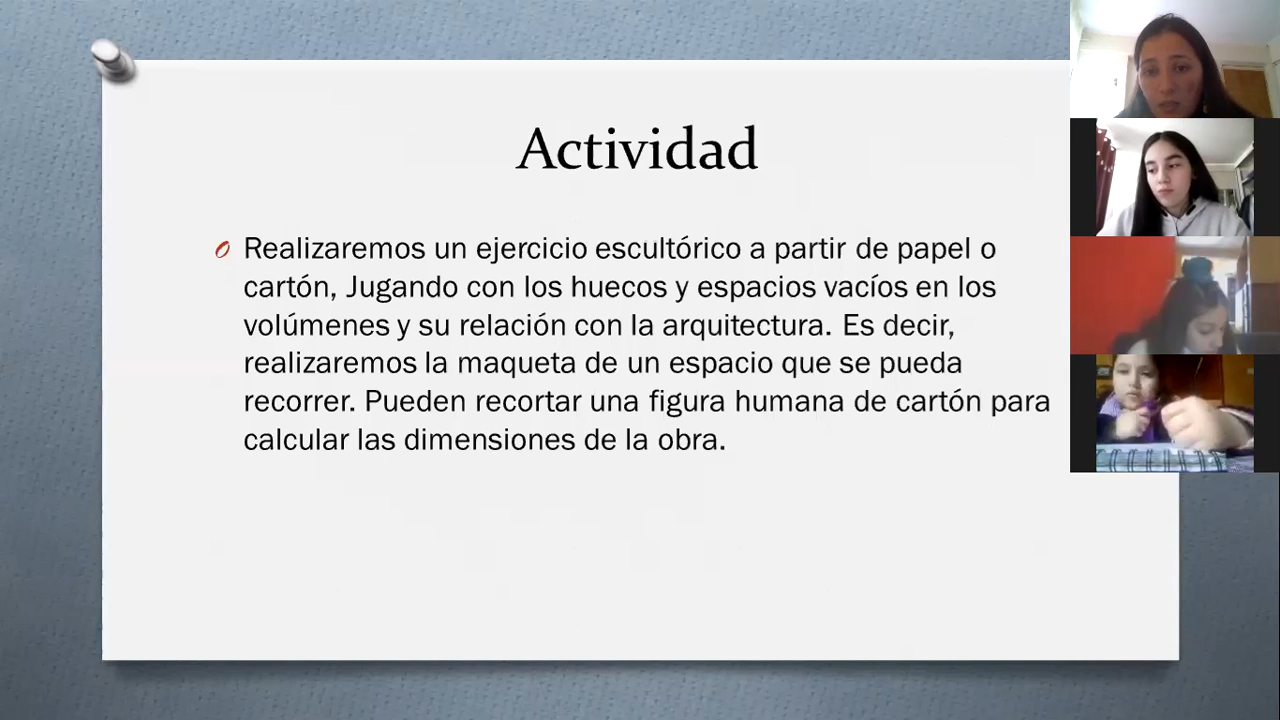 Actividad
Realizaremos un ejercicio escultórico a partir de papel o
cartón, Jugando con los huecos y espacios vacíos en los
volúmenes y su relación con la arquitectura. Es decir,
realizaremos la maqueta de un espacio que se pueda
recorrer. Pueden recortar una figura humana de cartón para
calcular las dimensiones de la obra.